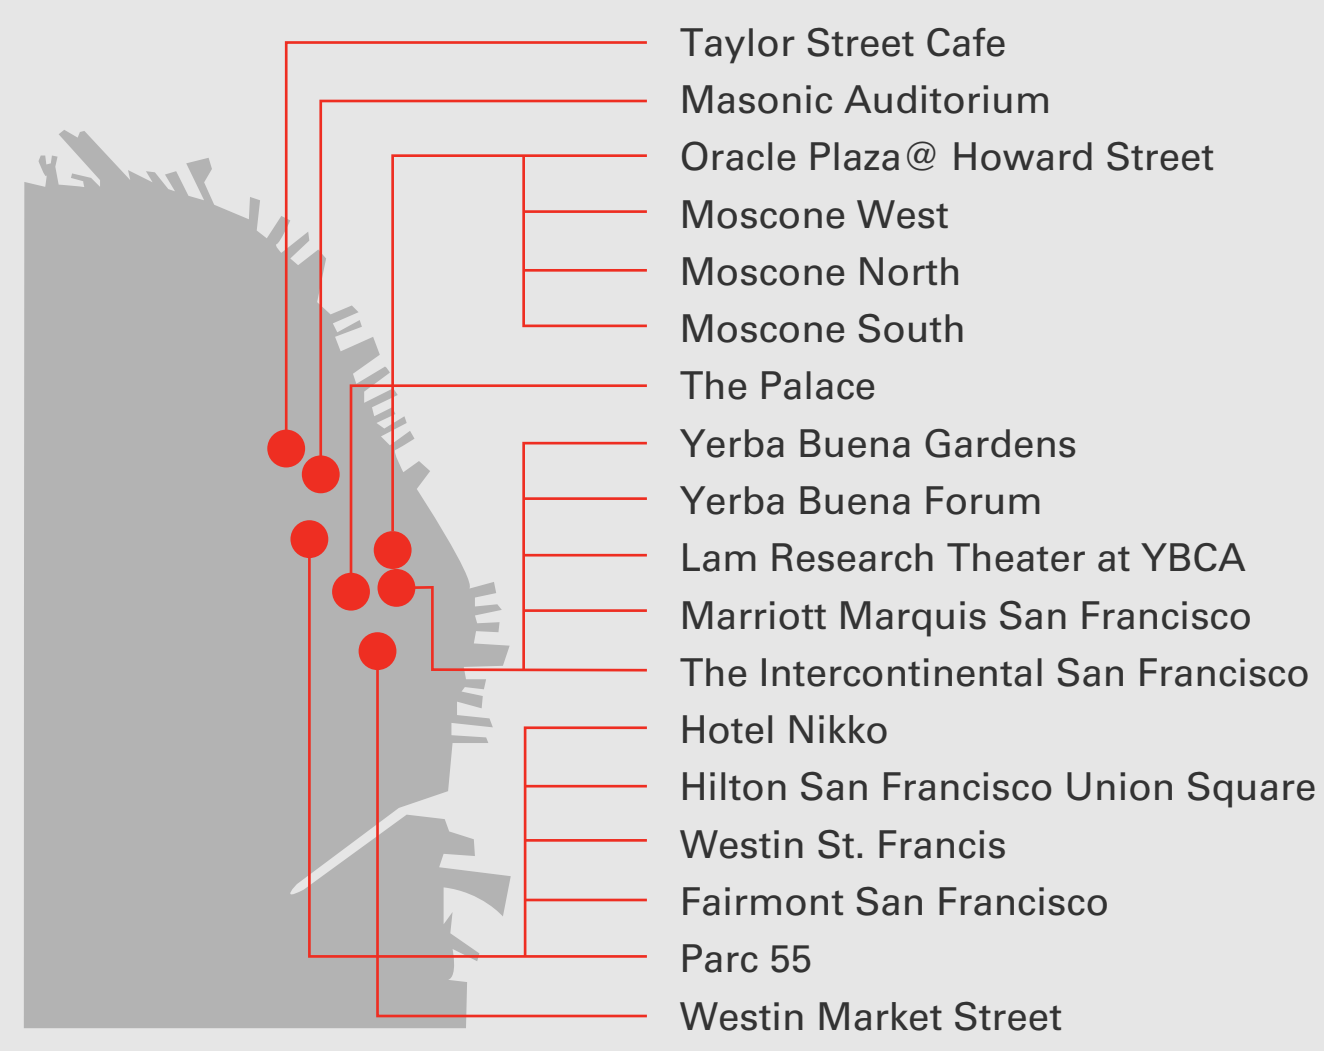 Taylor Street Cafe
Masonic Auditorium
Oracle Plaza@ Howard Street
Moscone West
Moscone North
Moscone South
The Palace
Yerba Buena Gardens
Yerba Buena Forum
Lam Research Theater at YBCA
Marriott Marquis San Francisco
The Intercontinental San Francisco
Hotel Nikko
Hilton San Francisco Union Square
Westin St. Francis
Fairmont San Francisco
Parc 55
Westin Market Street